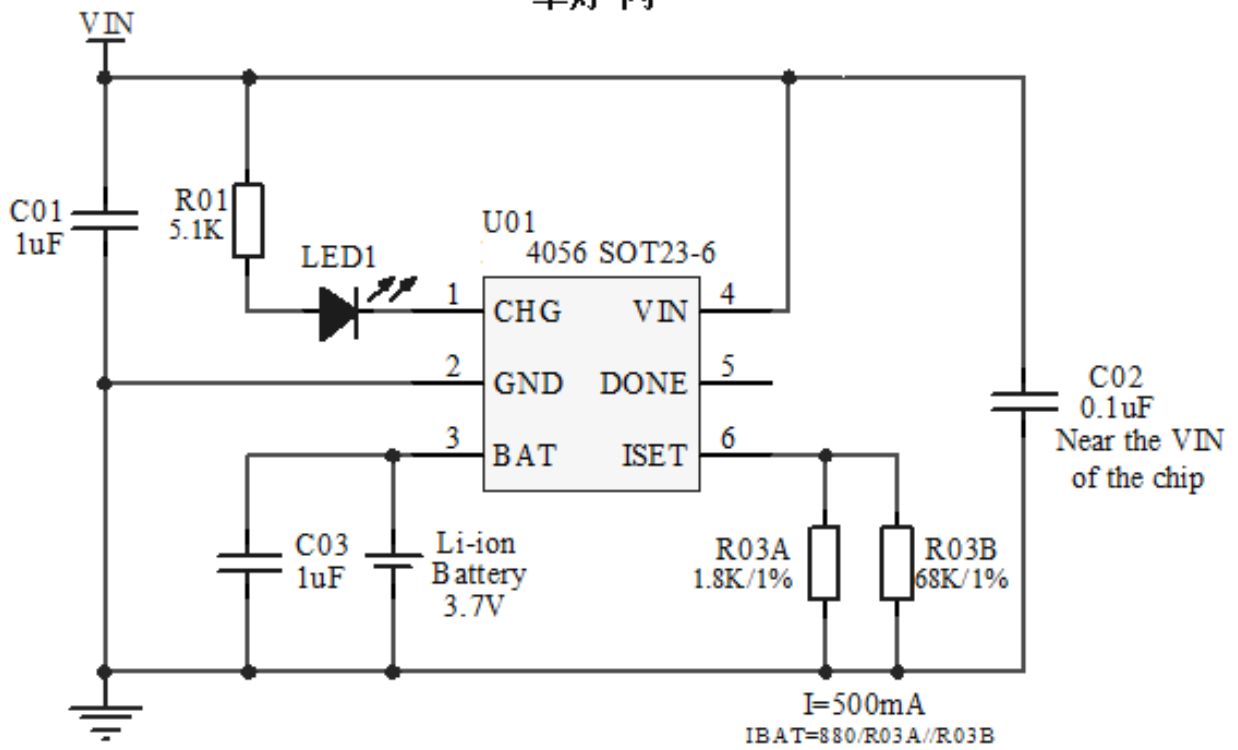 VIN
C01
1uF
R01
5.1K
LED1
U01
4056 SOT23-6
1
CHG
VIN
4
2
GND
DONE
5
3
BAT
ISET
6
C02
0.1uF
Near the VIN
of the chip
C03
1uF
Li-ion
Battery
3.7V
R03A
1.8K/1%
R03B
68K/1%
I=500mA
IBAT=880/R03A//R03B